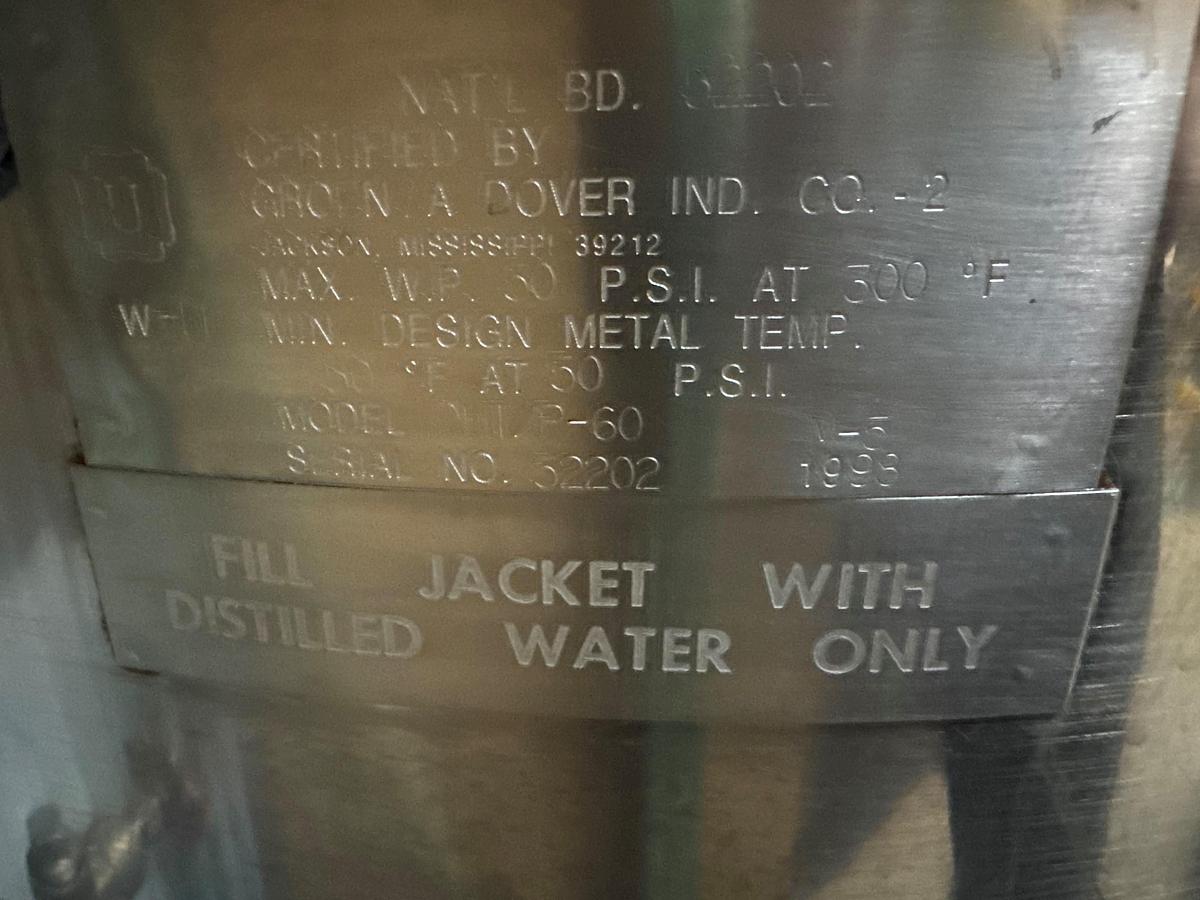 NAT'L BD. 52202
CERTIFIED BY
U
GROEN, A DOVER IND. CO. - 2
JACKSON, MISSISSIPPI 39212
MAX. W.P. 50 P.S.I. AT 300 °F
MIN. DESIGN METAL TEMP.
°F AT 50 P.S.I.
MODEL
SERIAL NO. 52202
FILL JACKET WITH
DISTILLED WATER ONLY